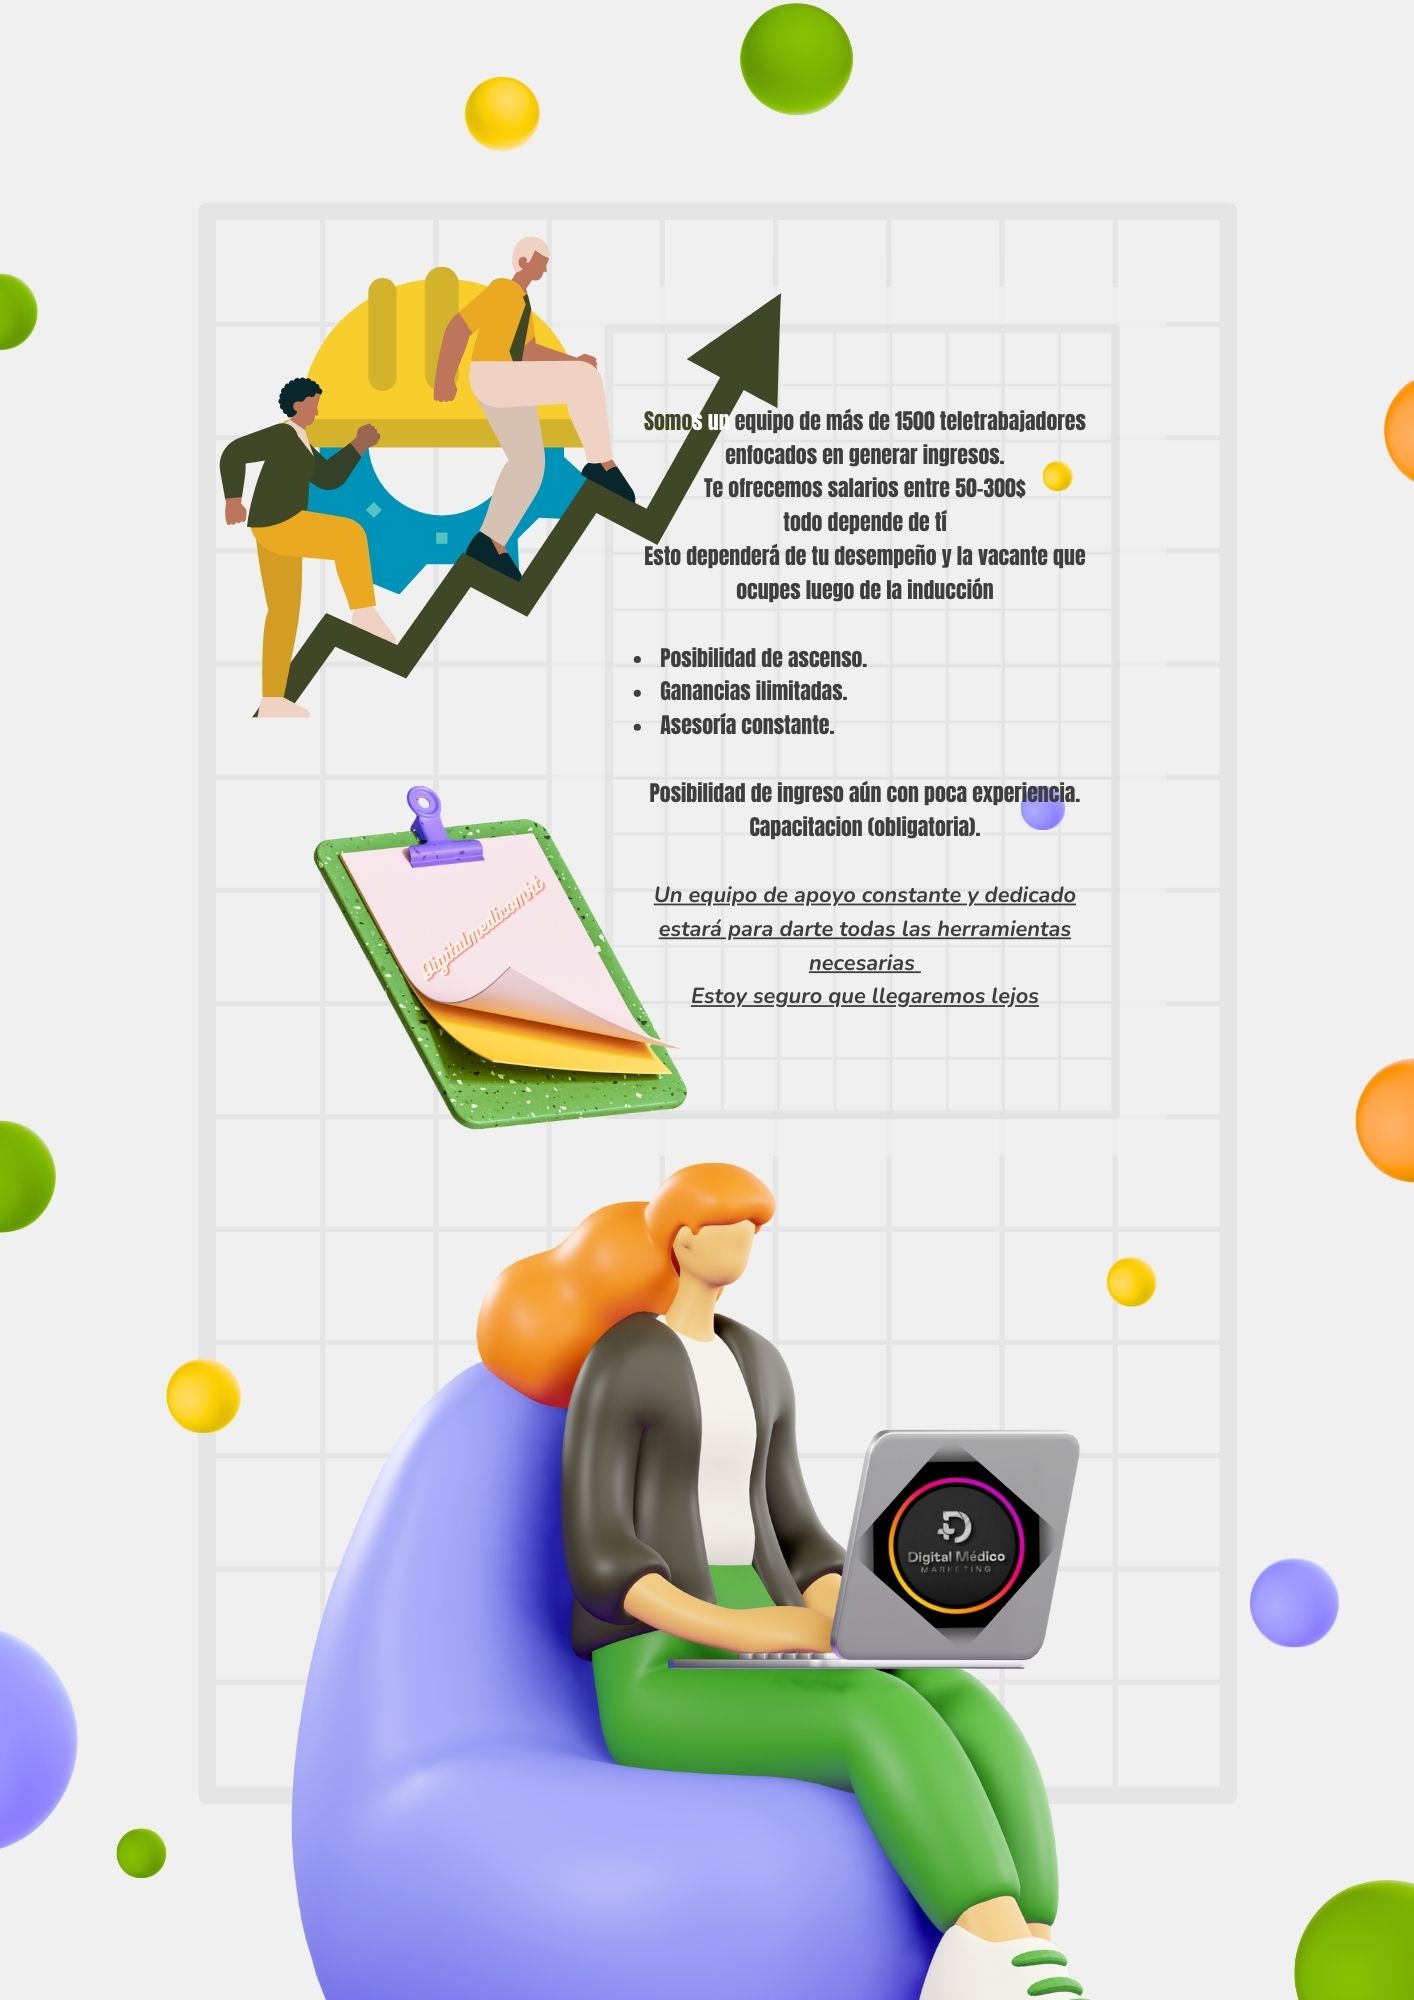 Somos un equipo de más de 1500 teletrabajadores
enfocados en generar ingresos.
Te ofrecemos salarios entre 50-300$
todo depende de tí
Esto dependerá de tu desempeño y la vacante que
ocupes luego de la inducción
• Posibilidad de ascenso.
• Ganancias ilimitadas.
• Asesoría constante.
Posibilidad de ingreso aún con poca experiencia.
Capacitacion (obligatoria).
Digitalmedicomkt
Un equipo de apoyo constante y dedicado
estará para darte todas las herramientas
necesarias
Estoy seguro que llegaremos lejos
Digital Médico
MARKETING